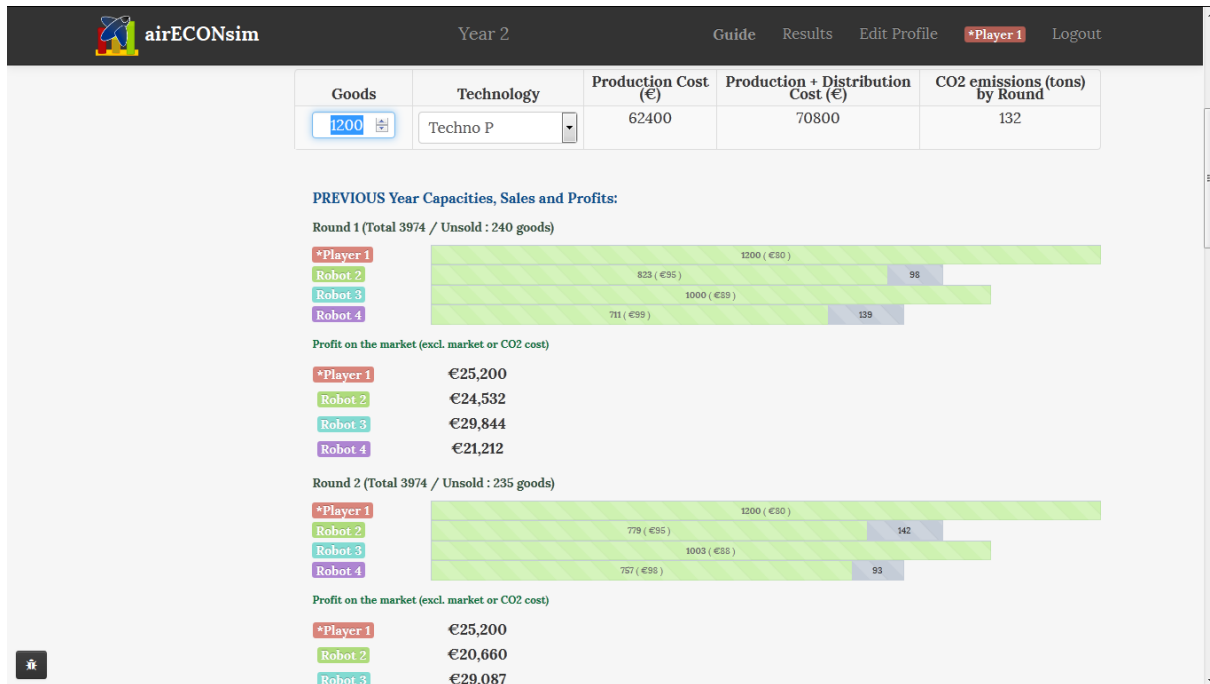 airECONsim Year 2 Guide Results Edit Profile *Player 1 Logout
Goods Technology Production Cost (€) Production + Distribution Cost (€) CO2 emissions (tons) by Round
1200 Techno P 62400 70800 132
PREVIOUS Year Capacities, Sales and Profits:
Round 1 (Total 3974 / Unsold : 240 goods)
*Player 1 1200 ( €80 )
Robot 2 823 ( €95 ) 98
Robot 3 1000 ( €89 )
Robot 4 711 ( €99 ) 139
Profit on the market (excl. market or CO2 cost)
*Player 1 €25,200
Robot 2 €24,532
Robot 3 €29,844
Robot 4 €21,212
Round 2 (Total 3974 / Unsold : 235 goods)
*Player 1 1200 ( €80 )
Robot 2 779 ( €95 ) 142
Robot 3 1003 ( €88 )
Robot 4 757 ( €98 ) 93
Profit on the market (excl. market or CO2 cost)
*Player 1 €25,200
Robot 2 €20,660
Robot 3 €29,087